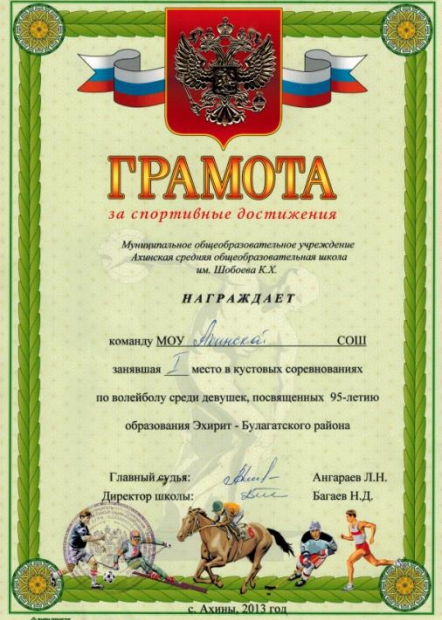 ГРАМОТА
за спортивные достижения
Муниципальное общеобразовательное учреждение
Ахинская средняя общеобразовательная школа
им. Шобоева К.Х.
НАГРАЖДАЕТ
команду МОУ Ахинской СОШ
занявшая I место в кустовых соревнованиях
по волейболу среди девушек, посвященных 95-летию
образования Эхирит - Булагатского района
Главный судья: Ангараев Л.Н.
Директор школы: Багаев Н.Д.
с. Ахины, 2013 год